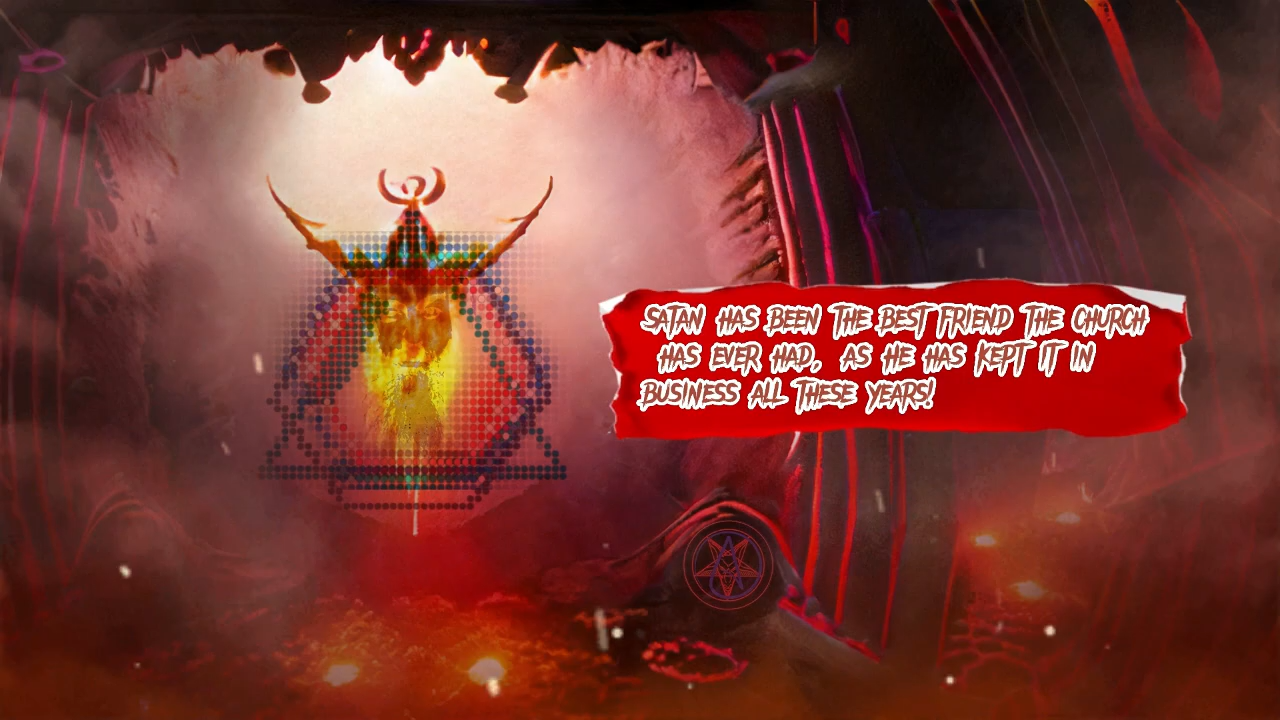 SATAN HAS BEEN THE BEST FRIEND THE CHURCH
HAS EVER HAD, AS HE HAS KEPT IT IN
BUSINESS ALL THESE YEARS!